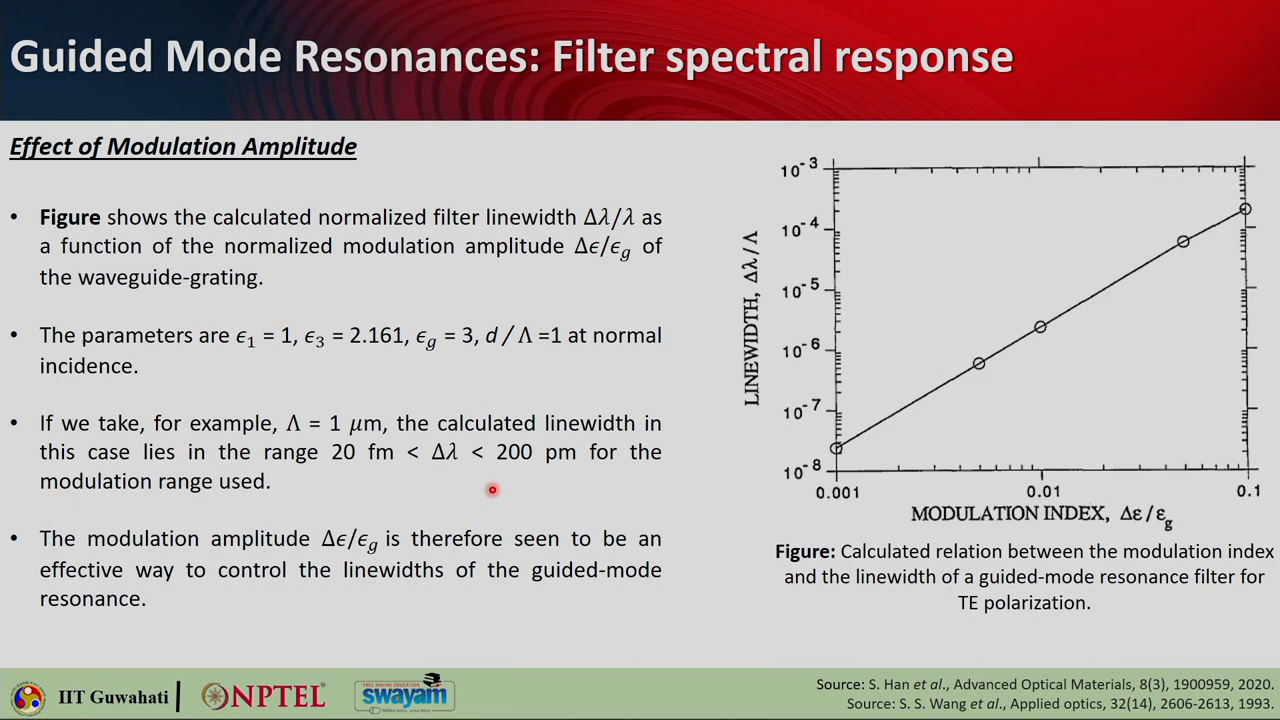 Guided Mode Resonances: Filter spectral response
Effect of Modulation Amplitude
• Figure shows the calculated normalized filter linewidth Δλ/λ as
a function of the normalized modulation amplitude Δϵ/ϵg of
the waveguide-grating.
• The parameters are ϵ1 = 1, ϵ3 = 2.161, ϵg = 3, d/Λ =1 at normal
incidence.
• If we take, for example, Λ = 1 μm, the calculated linewidth in
this case lies in the range 20 fm < Δλ < 200 pm for the
modulation range used.
• The modulation amplitude Δϵ/ϵg is therefore seen to be an
effective way to control the linewidths of the guided-mode
resonance.
LINEWIDTH, Δλ/Λ
10-3
10-4
10-5
10-6
10-7
10-8
0.001 0.01 0.1
MODULATION INDEX, Δε/εg
Figure: Calculated relation between the modulation index
and the linewidth of a guided-mode resonance filter for
TE polarization.
IIT Guwahati
NPTEL
FREE ONLINE EDUCATION
swayam
Source: S. Han et al., Advanced Optical Materials, 8(3), 1900959, 2020.
Source: S. S. Wang et al., Applied optics, 32(14), 2606-2613, 1993.